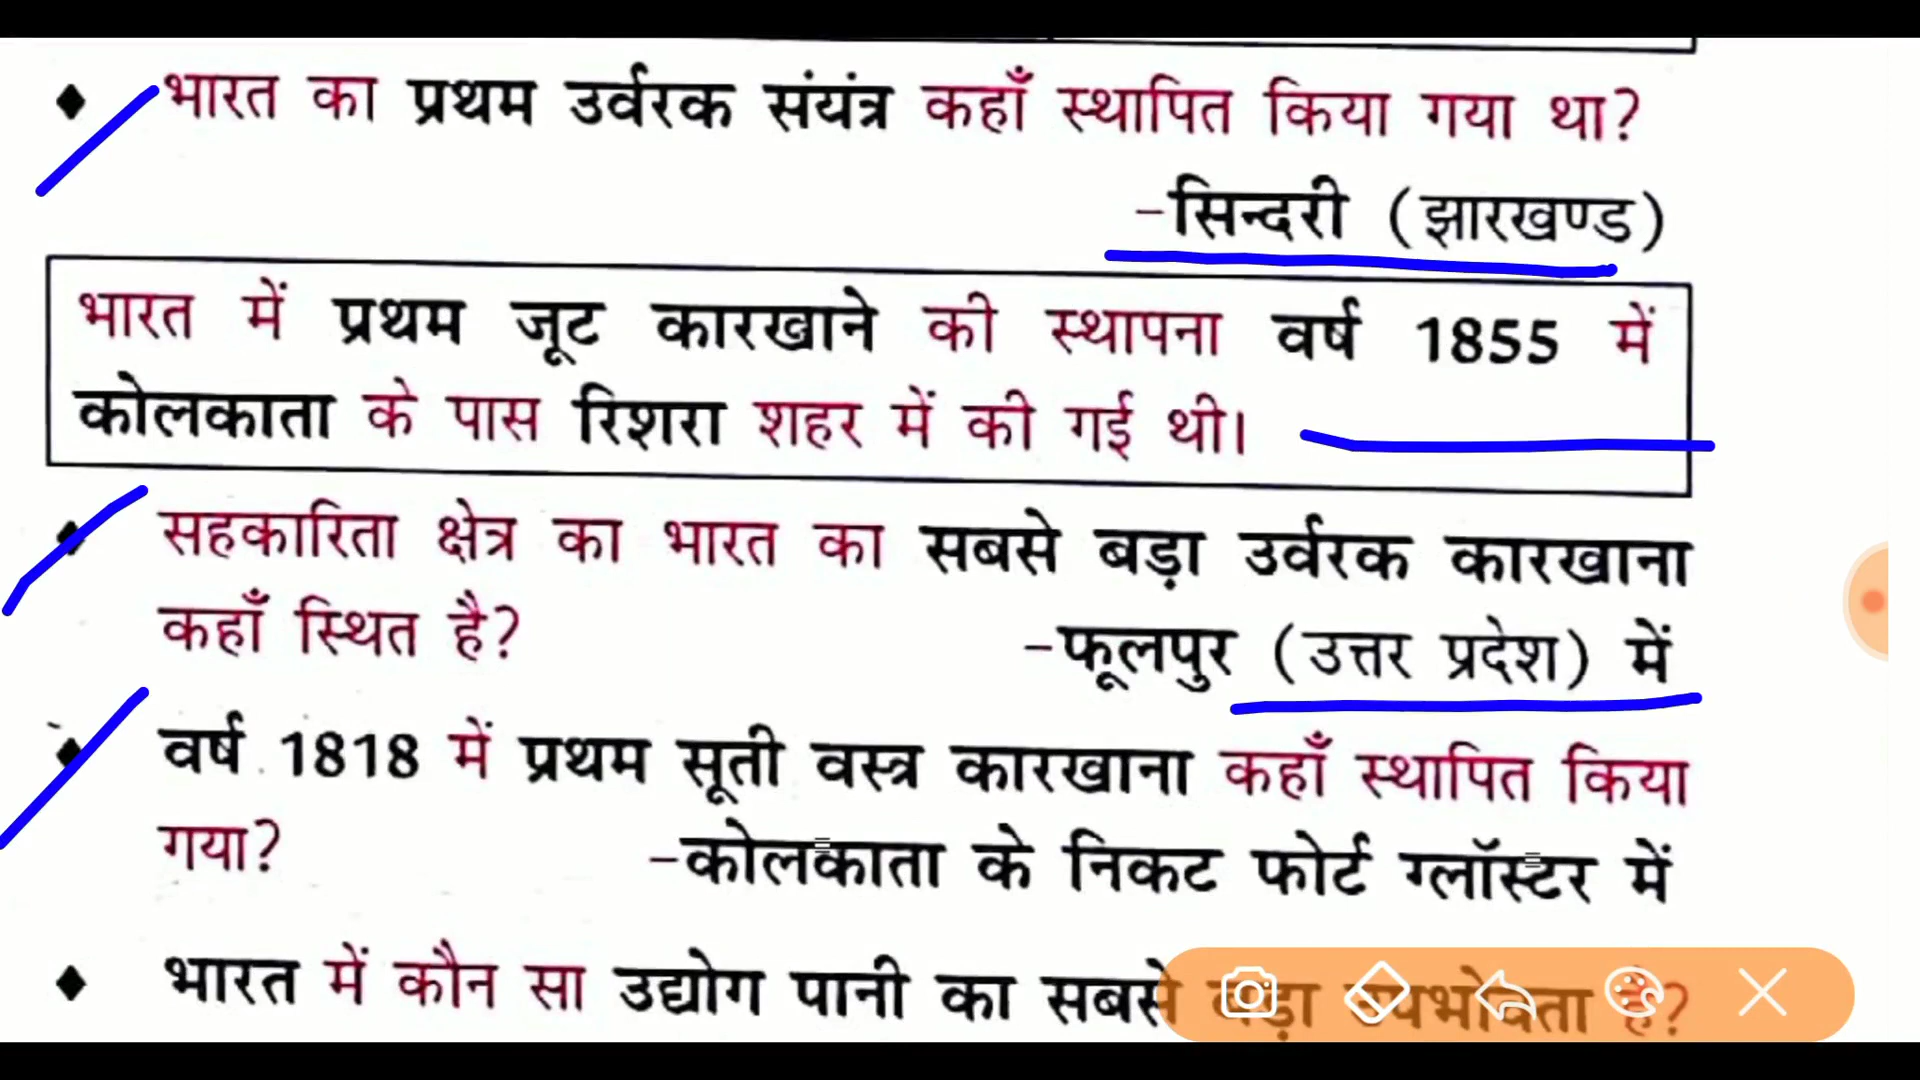 भारत का प्रथम उर्वरक संयंत्र कहाँ स्थापित किया गया था?
-सिन्दरी (झारखण्ड)
भारत में प्रथम जूट कारखाने की स्थापना वर्ष 1855 में
कोलकाता के पास रिशरा शहर में की गई थी।
सहकारिता क्षेत्र का भारत का सबसे बड़ा उर्वरक कारखाना
कहाँ स्थित है?
-फूलपुर (उत्तर प्रदेश) में
वर्ष 1818 में प्रथम सूती वस्त्र कारखाना कहाँ स्थापित किया
गया?
-कोलकाता के निकट फोर्ट ग्लॉस्टर में
भारत में कौन सा उद्योग पानी का सबसे बड़ा उपभोक्ता है?